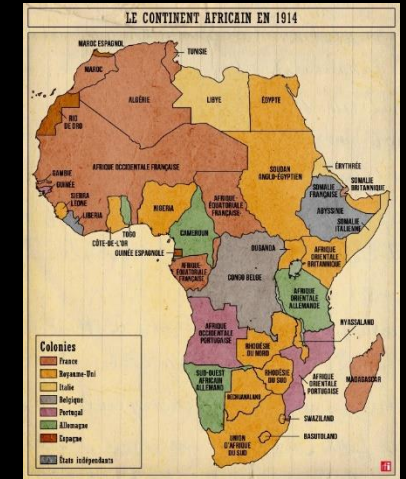 LE CONTINENT AFRICAIN EN 1914
MAROC ESPAGNOL
TUNISIE
MAROC
ALGÉRIE
LIBYE
ÉGYPTE
RIO
DE ORO
AFRIQUE OCCIDENTALE FRANÇAISE
SOUDAN
ANGLO-ÉGYPTIEN
ÉRYTHRÉE
GAMBIE
GUINÉE
SIERRA
LEONE
LIBERIA
TOGO
CÔTE-DE-L'OR
NIGERIA
AFRIQUE
ÉQUATORIALE
FRANÇAISE
SOMALIE
FRANÇAISE
SOMALIE
BRITANNIQUE
ABYSSINIE
SOMALIE
ITALIENNE
CAMEROUN
GUINÉE ESPAGNOLE
OUGANDA
AFRIQUE
ORIENTALE
BRITANNIQUE
AFRIQUE
ÉQUATORIALE
FRANÇAISE
CONGO BELGE
AFRIQUE
ORIENTALE
ALLEMANDE
NYASSALAND
AFRIQUE
OCCIDENTALE
PORTUGAISE
RHODÉSIE
DU NORD
SUD-OUEST
AFRICAIN
ALLEMAND
RHODÉSIE
DU SUD
BECHUANALAND
AFRIQUE
ORIENTALE
PORTUGAISE
MADAGASCAR
SWAZILAND
BASUTOLAND
UNION
D'AFRIQUE
DU SUD
Colonies
France
Royaume-Uni
Italie
Belgique
Portugal
Allemagne
Espagne
États indépendants